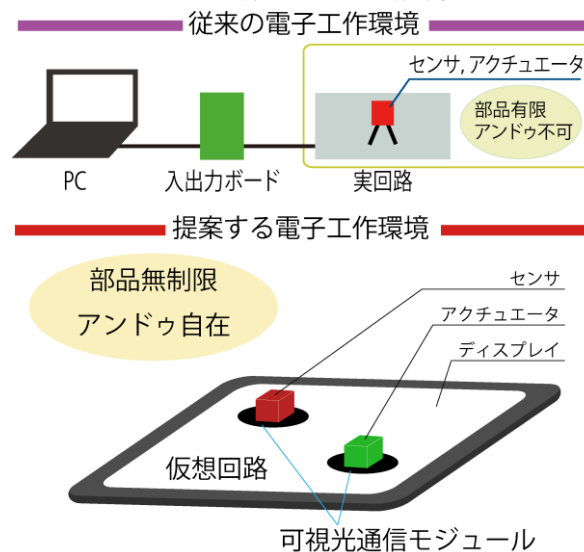 従来の電子工作環境
センサ,アクチュエータ
部品有限
アンドゥ不可
PC
入出力ボード
実回路
提案する電子工作環境
部品無制限
アンドゥ自在
センサ
アクチュエータ
ディスプレイ
仮想回路
可視光通信モジュール